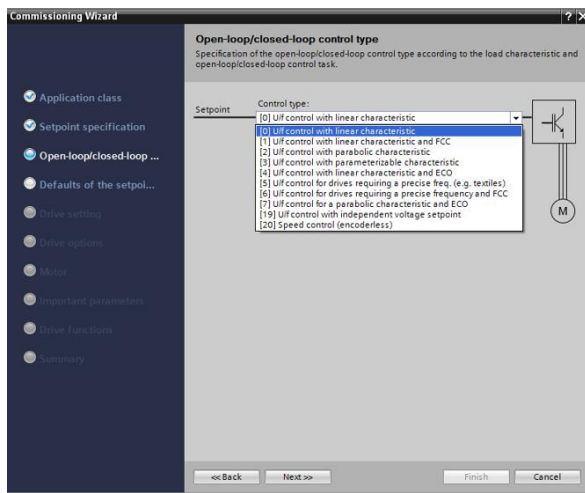 Commissioning Wizard
? X
Open-loop/closed-loop control type
Specification of the open-loop/closed-loop control type according to the load characteristic and
open-loop/closed-loop control task.
Application class
Setpoint specification
Open-loop/closed-loop ...
Defaults of the setpoi...
Drive setting
Drive options
Motor
Important parameters
Drive functions
Summary
Setpoint
Control type:
[0] U/f control with linear characteristic
[0] U/f control with linear characteristic
[1] U/f control with linear characteristic and FCC
[2] U/f control with parabolic characteristic
[3] U/f control with parameterizable characteristic
[4] U/f control with linear characteristic and ECO
[5] U/f control for drives requiring a precise freq. (e.g. textiles)
[6] U/f control for drives requiring a precise frequency and FCC
[7] U/f control for a parabolic characteristic and ECO
[19] U/f control with independent voltage setpoint
[20] Speed control (encoderless)
M
<<Back
Next >>
Finish
Cancel